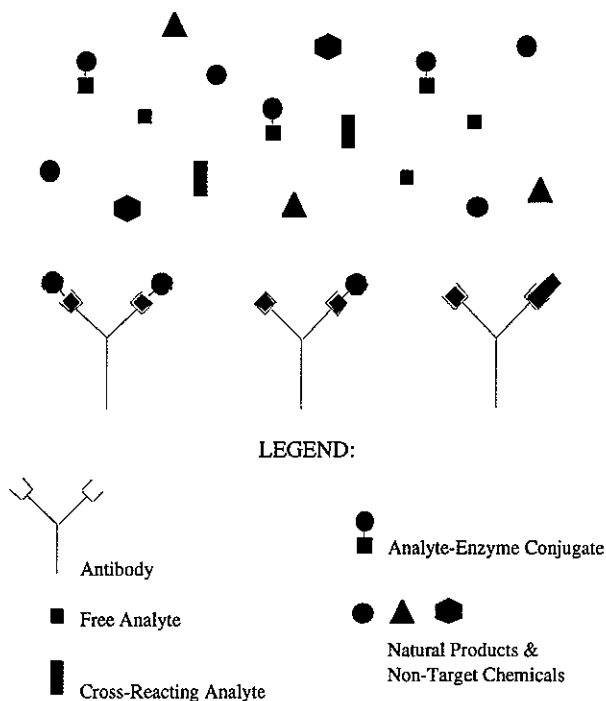 LEGEND:
Antibody
Free Analyte
Cross-Reacting Analyte
Analyte-Enzyme Conjugate
Natural Products &
Non-Target Chemicals